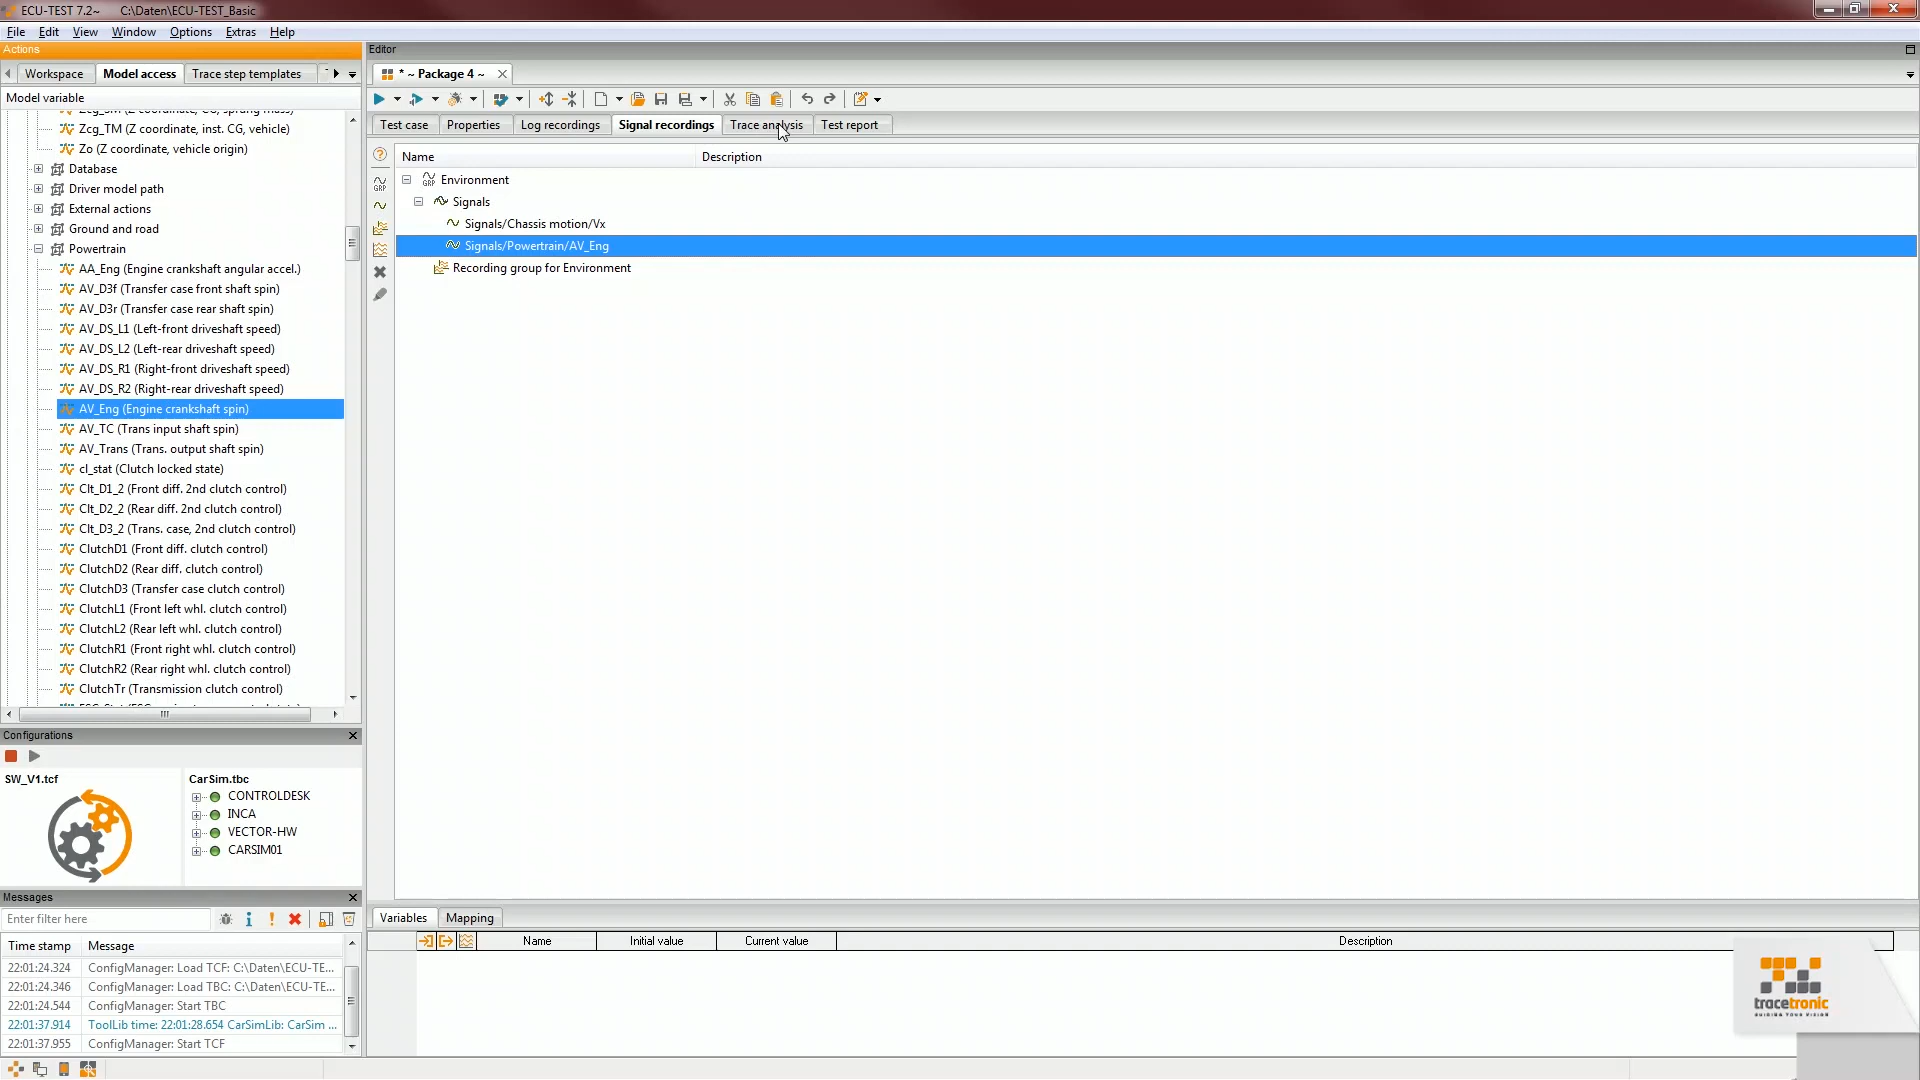 ECU-TEST 7.2~ C:\Daten\ECU-TEST_Basic
File Edit View Window Options Extras Help
Actions
Workspace Model access Trace step templates
Model variable
Zcg_TM (Z coordinate, inst. CG, vehicle)
Zo (Z coordinate, vehicle origin)
Database
Driver model path
External actions
Ground and road
Powertrain
AA_Eng (Engine crankshaft angular accel.)
AV_D3f (Transfer case front shaft spin)
AV_D3r (Transfer case rear shaft spin)
AV_DS_L1 (Left-front driveshaft speed)
AV_DS_L2 (Left-rear driveshaft speed)
AV_DS_R1 (Right-front driveshaft speed)
AV_DS_R2 (Right-rear driveshaft speed)
AV_Eng (Engine crankshaft spin)
AV_TC (Trans input shaft spin)
AV_Trans (Trans. output shaft spin)
cl_stat (Clutch locked state)
Clt_D1_2 (Front diff. 2nd clutch control)
Clt_D2_2 (Rear diff. 2nd clutch control)
Clt_D3_2 (Trans. case, 2nd clutch control)
ClutchD1 (Front diff. clutch control)
ClutchD2 (Rear diff. clutch control)
ClutchD3 (Transfer case clutch control)
ClutchL1 (Front left whl. clutch control)
ClutchL2 (Rear left whl. clutch control)
ClutchR1 (Front right whl. clutch control)
ClutchR2 (Rear right whl. clutch control)
ClutchTr (Transmission clutch control)
Configurations
SW_V1.tcf
CarSim.tbc
CONTROLDESK
INCA
VECTOR-HW
CARSIM01
Messages
Enter filter here
Time stamp Message
22:01:24.324 ConfigManager: Load TCF: C:\Daten\ECU-TE...
22:01:24.346 ConfigManager: Load TBC: C:\Daten\ECU-TE...
22:01:24.544 ConfigManager: Start TBC
22:01:37.914 ToolLib time: 22:01:28.654 CarSimLib: CarSim ...
22:01:37.955 ConfigManager: Start TCF
Editor
* ~ Package 4 ~
Test case Properties Log recordings Signal recordings Trace analysis Test report
Name Description
GRP Environment
Signals
Signals/Chassis motion/Vx
Signals/Powertrain/AV_Eng
Recording group for Environment
Variables Mapping
Name Initial value Current value Description
tracetronic
GUIDING YOUR VISION